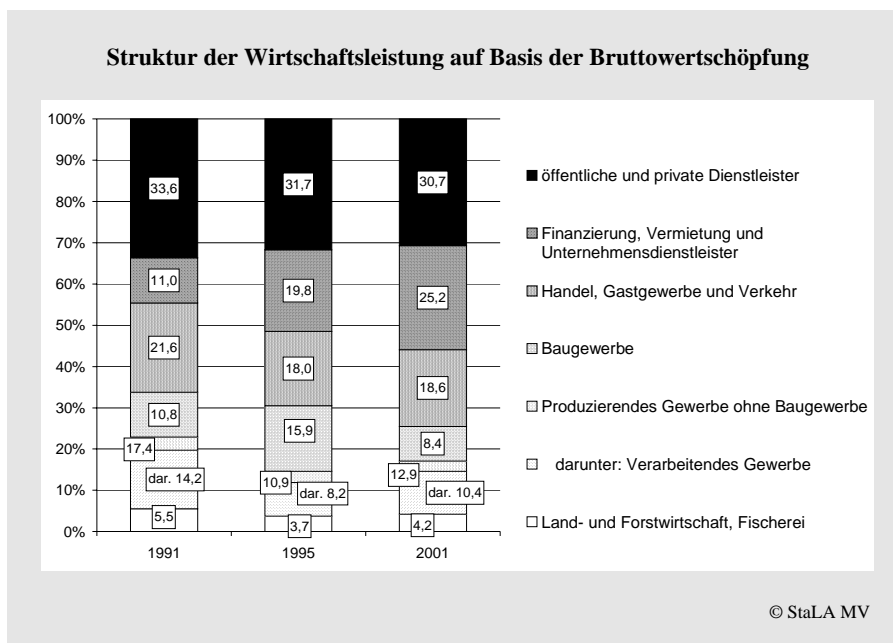 Struktur der Wirtschaftsleistung auf Basis der Bruttowertschöpfung
100%
90%
80%
70%
60%
50%
40%
30%
20%
10%
0%
33,6
11,0
21,6
10,8
17,4
dar. 14,2
5,5
31,7
19,8
18,0
15,9
10,9
dar. 8,2
3,7
30,7
25,2
18,6
8,4
12,9
dar. 10,4
4,2
1991
1995
2001
öffentliche und private Dienstleister
Finanzierung, Vermietung und
Unternehmensdienstleister
Handel, Gastgewerbe und Verkehr
Baugewerbe
Produzierendes Gewerbe ohne Baugewerbe
darunter: Verarbeitendes Gewerbe
Land- und Forstwirtschaft, Fischerei
© StaLA MV